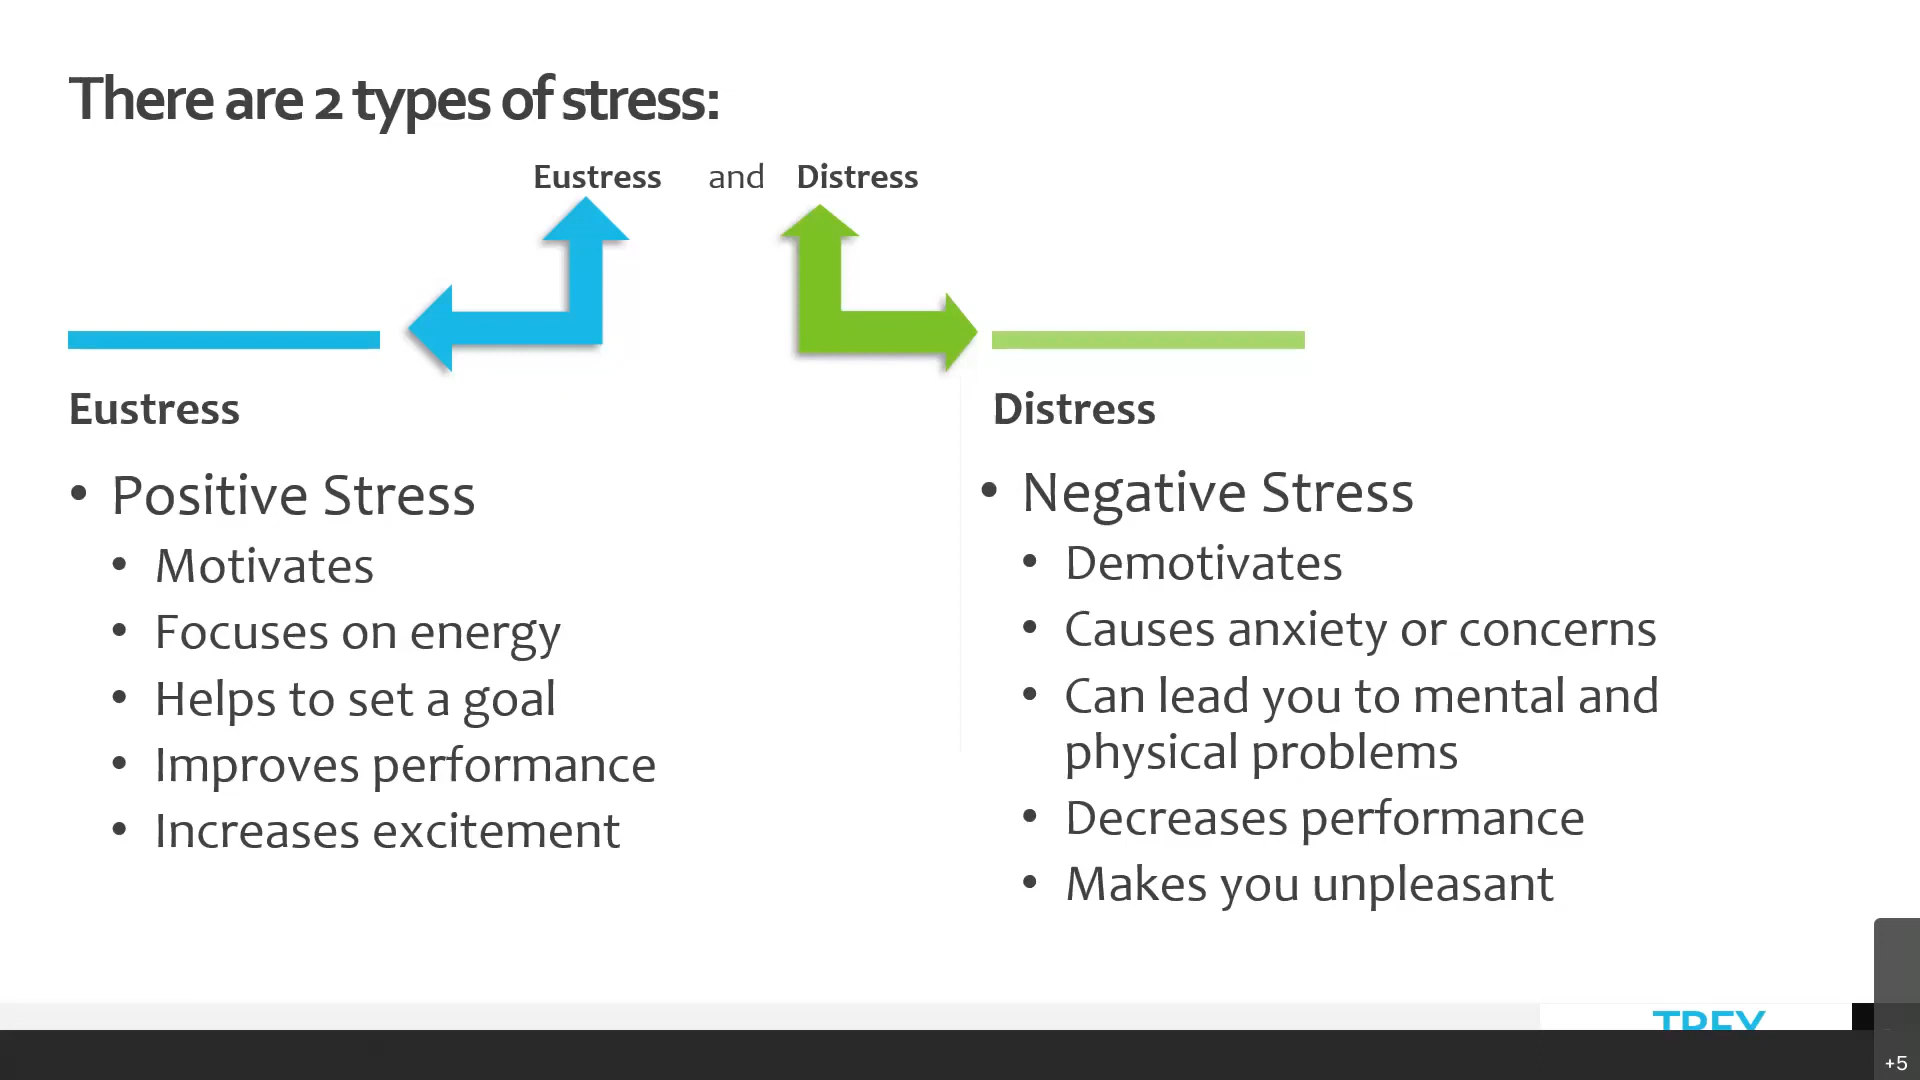 There are 2 types of stress:
Eustress and Distress
Eustress
• Positive Stress
• Motivates
• Focuses on energy
• Helps to set a goal
• Improves performance
• Increases excitement
Distress
• Negative Stress
• Demotivates
• Causes anxiety or concerns
• Can lead you to mental and
physical problems
• Decreases performance
• Makes you unpleasant
TREY
+5